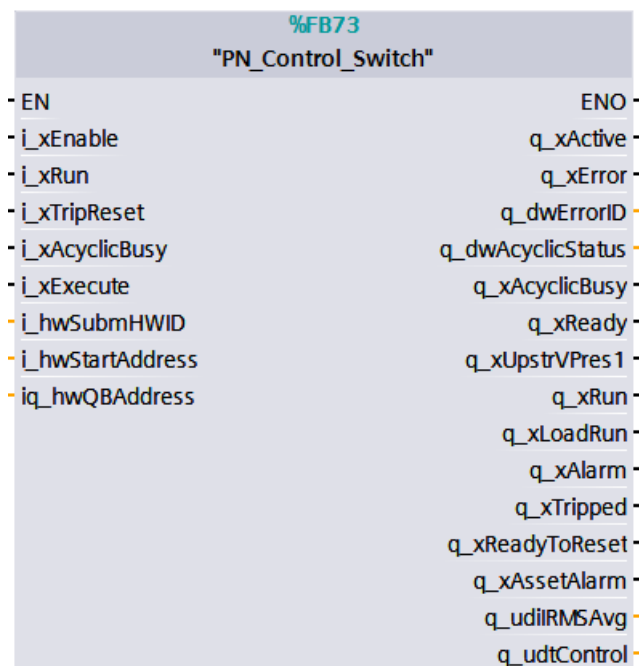 %FB73
"PN_Control_Switch"
EN ENO
i_xEnable q_xActive
i_xRun q_xError
i_xTripReset q_dwErrorID
i_xAcyclicBusy q_dwAcyclicStatus
i_xExecute q_xAcyclicBusy
i_hwSubmHWID q_xReady
i_hwStartAddress q_xUpstrVPres1
iq_hwQBAddress q_xRun
q_xLoadRun
q_xAlarm
q_xTripped
q_xReadyToReset
q_xAssetAlarm
q_udiIRMSAvg
q_udtControl